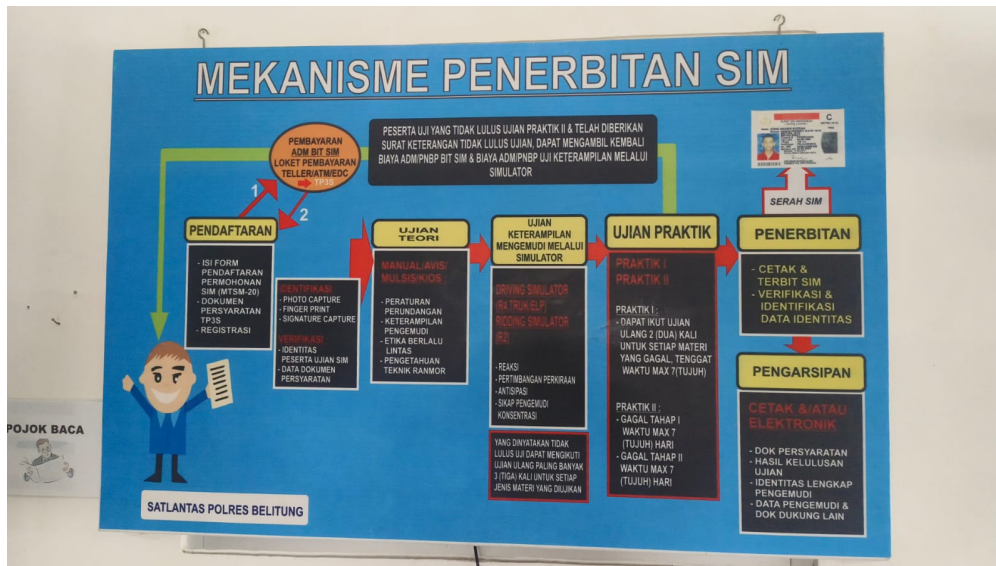 MEKANISME PENERBITAN SIM
PEMBAYARAN
ADM BIT SIM
LOKET PEMBAYARAN
TELLER/ATM/EDC
TP3S
1
2
PESERTA UJI YANG TIDAK LULUS UJIAN PRAKTIK II & TELAH DIBERIKAN
SURAT KETERANGAN TIDAK LULUS UJIAN, DAPAT MENGAMBIL KEMBALI
BIAYA ADM/PNBP BIT SIM & BIAYA ADM/PNBP UJI KETERAMPILAN MELALUI
SIMULATOR
C
SERAH SIM
PENDAFTARAN
- ISI FORM
PENDAFTARAN
PERMOHONAN
SIM (MTSM-20)
- DOKUMEN
PERSYARATAN
TP3S
- REGISTRASI
IDENTIFIKASI
- PHOTO CAPTURE
- FINGER PRINT
- SIGNATURE CAPTURE
VERIFIKASI
- IDENTITAS
PESERTA UJIAN SIM
- DATA DOKUMEN
PERSYARATAN
UJIAN
TEORI
MANUAL/AVIS/
MULSIS/KIOS
- PERATURAN
PERUNDANGAN
- KETERAMPILAN
PENGEMUDI
- ETIKA BERLALU
LINTAS
- PENGETAHUAN
TEKNIK RANMOR
UJIAN
KETERAMPILAN
MENGEMUDI MELALUI
SIMULATOR
DRIVING SIMULATOR
(R4 TRUK/ELP)
RIDDING SIMULATOR
(R2)
- REAKSI
- PERTIMBANGAN PERKIRAAN
- ANTISIPASI
- SIKAP PENGEMUDI
KONSENTRASI
YANG DINYATAKAN TIDAK
LULUS UJI DAPAT MENGIKUTI
UJIAN ULANG PALING BANYAK
3 (TIGA) KALI UNTUK SETIAP
JENIS MATERI YANG DIUJIKAN
UJIAN PRAKTIK
PRAKTIK I
PRAKTIK II
PRAKTIK I :
- DAPAT IKUT UJIAN
ULANG 2 (DUA) KALI
UNTUK SETIAP MATERI
YANG GAGAL. TENGGAT
WAKTU MAX 7(TUJUH)
PRAKTIK II :
- GAGAL TAHAP I
WAKTU MAX 7
(TUJUH) HARI
- GAGAL TAHAP II
WAKTU MAX 7
(TUJUH) HARI
PENERBITAN
- CETAK &
TERBIT SIM
- VERIFIKASI &
IDENTIFIKASI
DATA IDENTITAS
PENGARSIPAN
CETAK &/ATAU
ELEKTRONIK
- DOK PERSYARATAN
- HASIL KELULUSAN
UJIAN
- IDENTITAS LENGKAP
PENGEMUDI
- DATA PENGEMUDI &
DOK DUKUNG LAIN
POJOK BACA
SATLANTAS POLRES BELITUNG